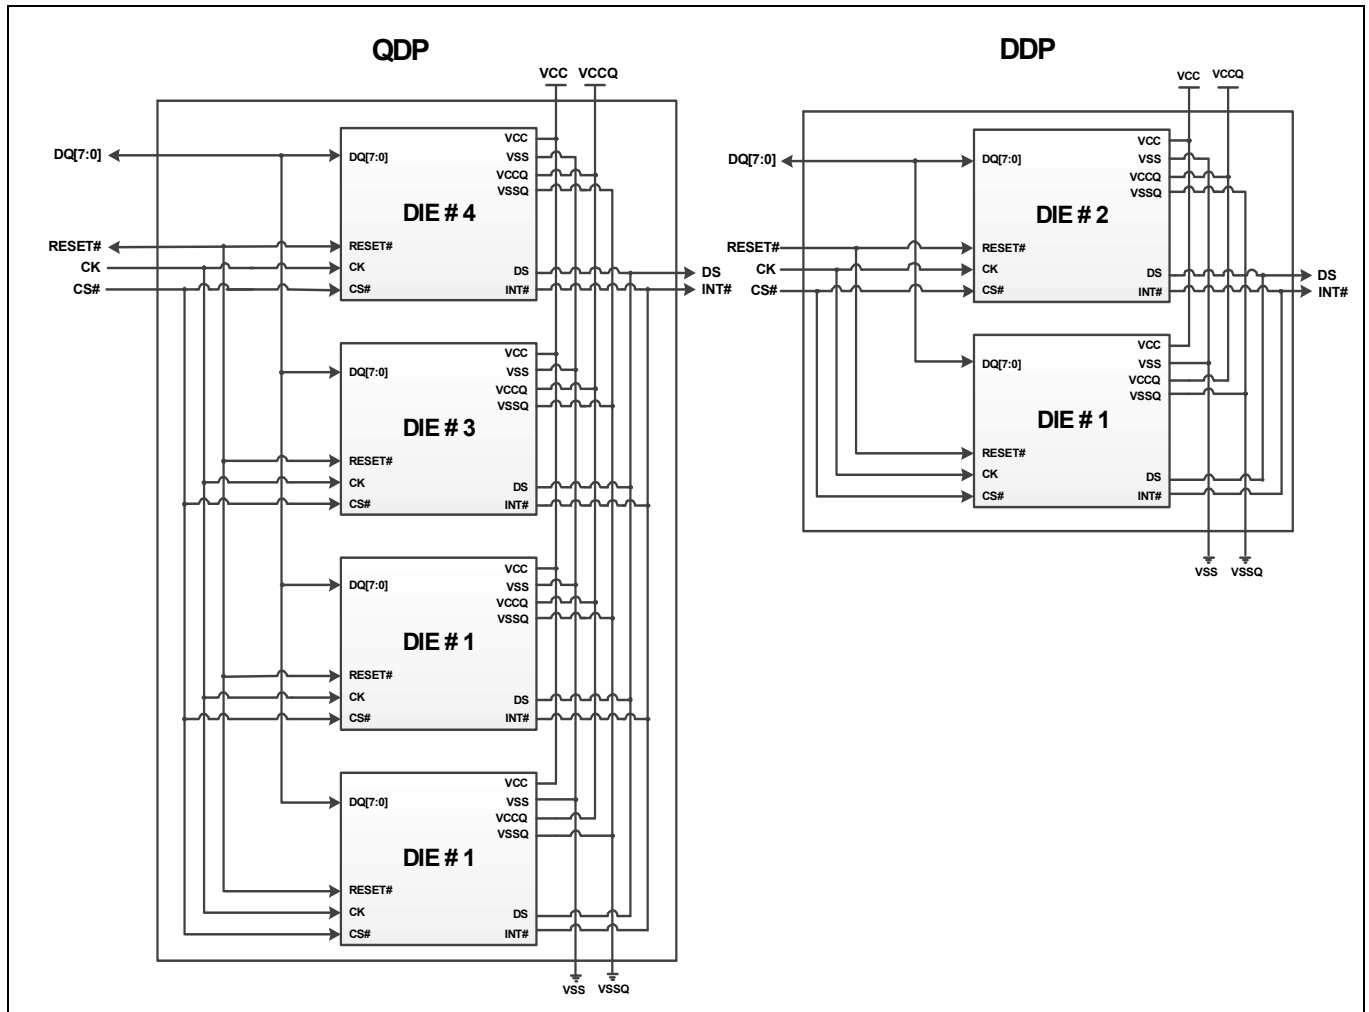 QDP
VCC VCCQ
DQ[7:0]
RESET#
CK
CS#
DQ[7:0]
RESET#
CK
CS#
DIE # 4
VCC
VSS
VCCQ
VSSQ
DS
INT#
DS
INT#
DQ[7:0]
RESET#
CK
CS#
DIE # 3
VCC
VSS
VCCQ
VSSQ
DS
INT#
DQ[7:0]
RESET#
CK
CS#
DIE # 1
VCC
VSS
VCCQ
VSSQ
DS
INT#
DQ[7:0]
RESET#
CK
CS#
DIE # 1
VCC
VSS
VCCQ
VSSQ
DS
INT#
VSS VSSQ
DDP
VCC VCCQ
DQ[7:0]
RESET#
CK
CS#
DQ[7:0]
RESET#
CK
CS#
DIE # 2
VCC
VSS
VCCQ
VSSQ
DS
INT#
DS
INT#
DQ[7:0]
RESET#
CK
CS#
DIE # 1
VCC
VSS
VCCQ
VSSQ
DS
INT#
VSS VSSQ